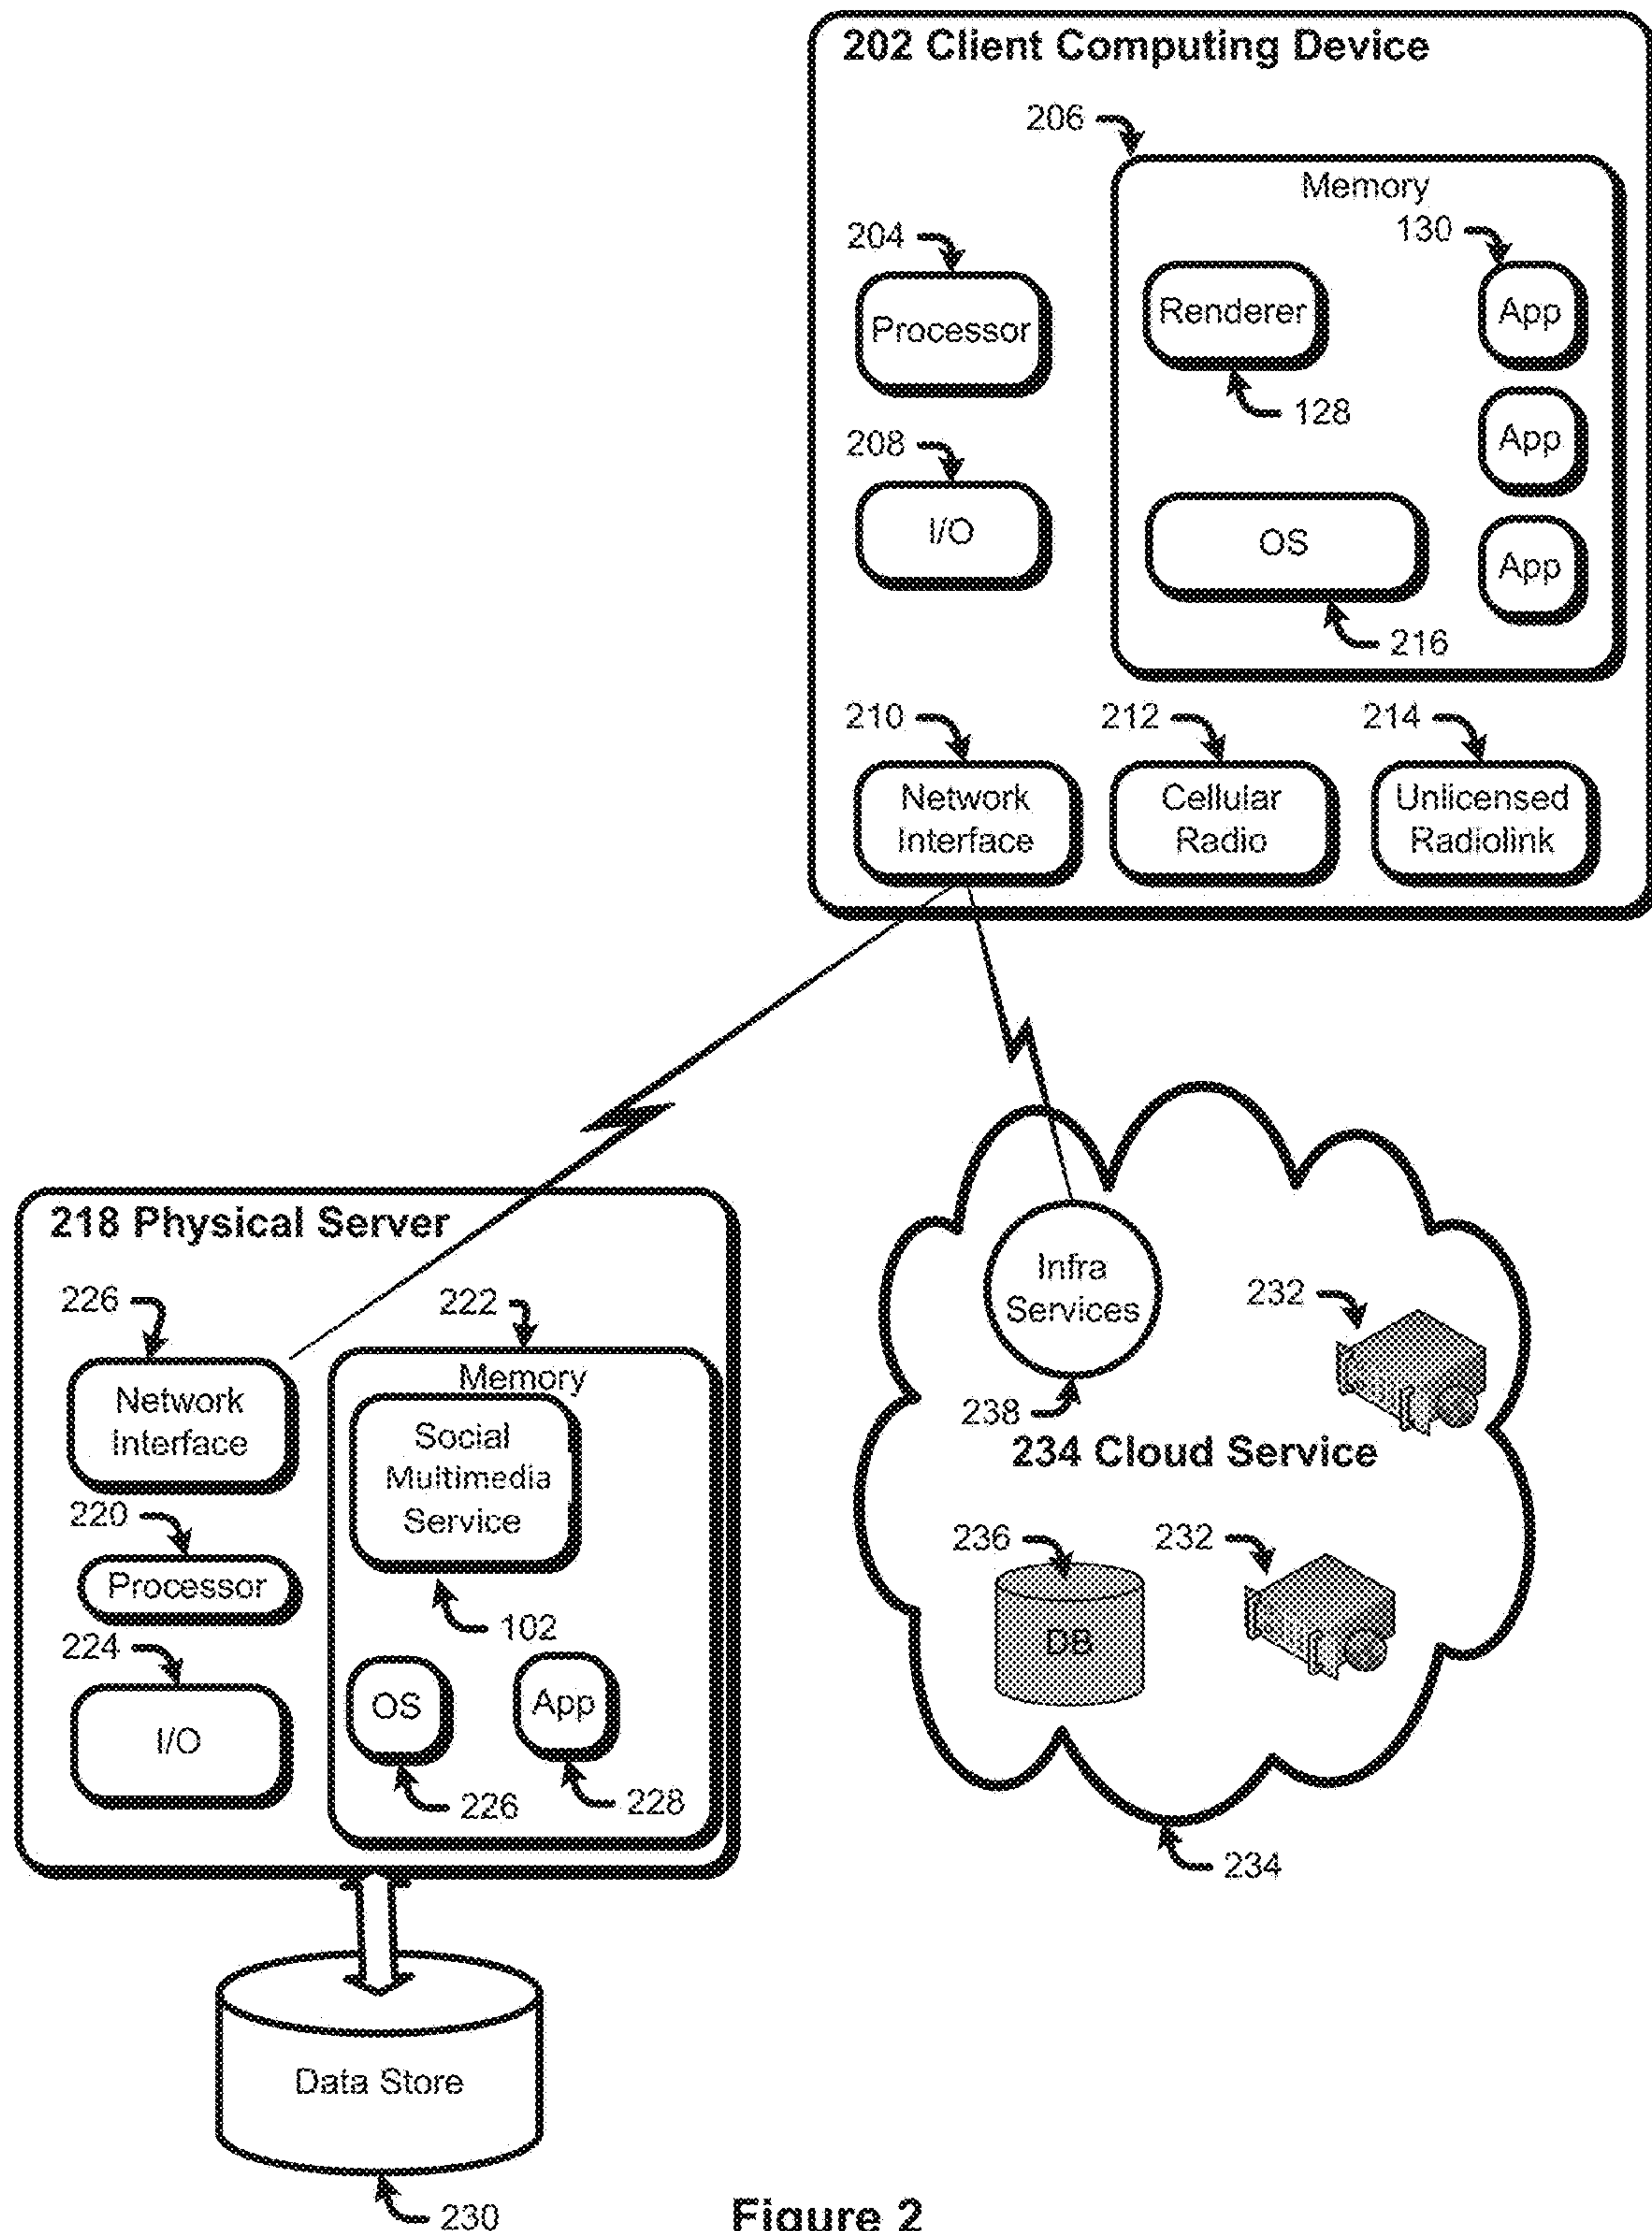 202 Client Computing Device
206
Memory
204
130
Processor
Renderer
App
128
208
App
I/O
OS
App
216
210
212
214
Network
Interface
Cellular
Radio
Unlicensed
Radiolink
218 Physical Server
226
222
Network
Interface
Memory
Social
Multimedia
Service
220
Processor
102
224
I/O
OS
App
226
228
Infra
Services
232
238
234 Cloud Service
236
232
DB
234
Data Store
230
Figure 2